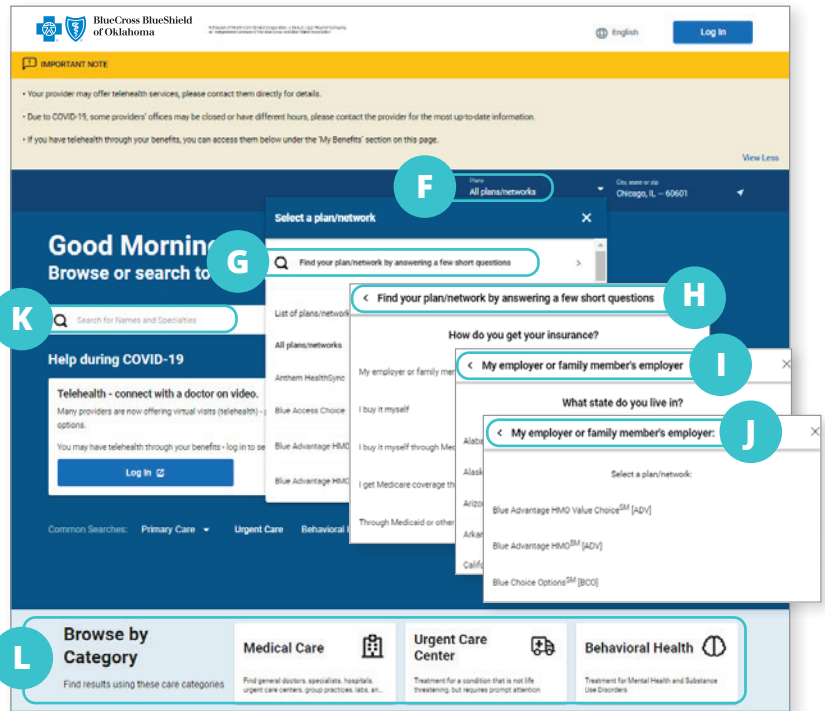 BlueCross BlueShield
of Oklahoma
English
Log In
IMPORTANT NOTE
• Your provider may offer telehealth services, please contact them directly for details.
• Due to COVID-19, some providers' offices may be closed or have different hours, please contact the provider for the most up-to-date information.
• If you have telehealth through your benefits, you can access them below under the 'My Benefits' section on this page.
View Less
F
Plans
All plans/networks
City, state or zip
Chicago, IL -- 60601
Select a plan/network
Good Mornin
Browse or search to
G
Find your plan/network by answering a few short questions
K
Search for Names and Specialties
< Find your plan/network by answering a few short questions
H
List of plans/network
How do you get your insurance?
All plans/networks
Help during COVID-19
My employer or family mem
< My employer or family member's employer
I
Anthem HealthSync
Telehealth - connect with a doctor on video.
Many providers are now offering virtual visits (telehealth) -
options.
Blue Access Choice
I buy it myself
What state do you live in?
You may have telehealth through your benefits - log in to se
Blue Advantage HMO
I buy it myself through Med
Alaba
< My employer or family member's employer:
J
Log In
Blue Advantage HMO
I get Medicare coverage th
Alask
Select a plan/network:
Arizo
Blue Advantage HMO Value Choice℠ [ADV]
Through Medicaid or other
Arkan
Blue Advantage HMO℠ [ADV]
Common Searches:
Primary Care
Urgent Care
Behavioral H
Califo
Blue Choice Options℠ [BCO]
L
Browse by
Category
Find results using these care categories
Medical Care
Find general doctors, specialists, hospitals,
urgent care centers, group practices, labs, an...
Urgent Care
Center
Treatment for a condition that is not life
threatening, but requires prompt attention
Behavioral Health
Treatment for Mental Health and Substance
Use Disorders